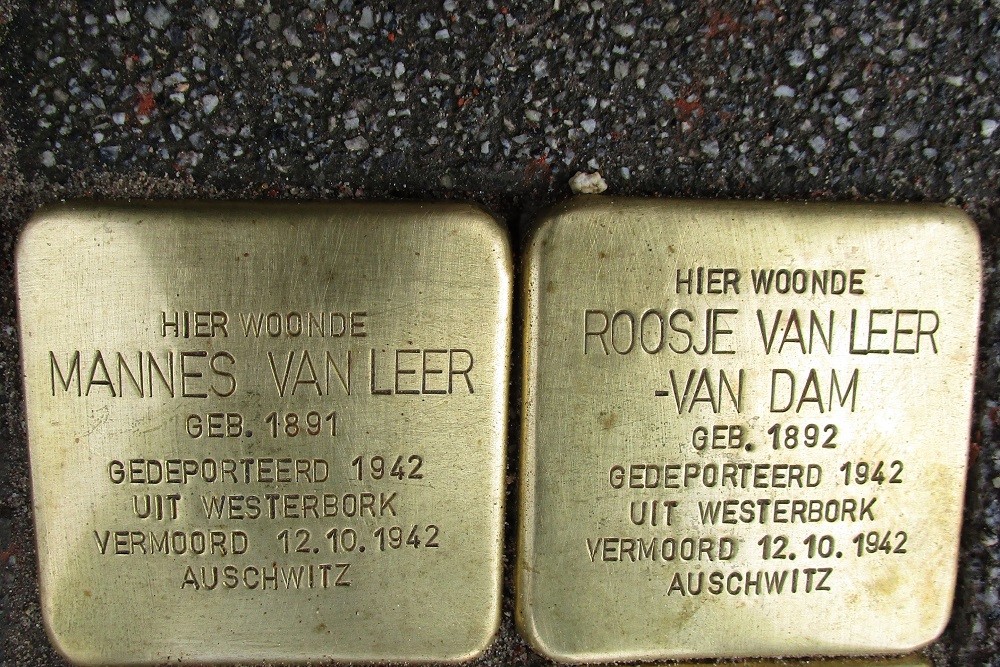 HIER WOONDE
MANNES VAN LEER
GEB. 1891
GEDEPORTEERD 1942
UIT WESTERBORK
VERMOORD 12.10.1942
AUSCHWITZ
HIER WOONDE
ROOSJE VAN LEER
-VAN DAM
GEB. 1892
GEDEPORTEERD 1942
UIT WESTERBORK
VERMOORD 12.10.1942
AUSCHWITZ